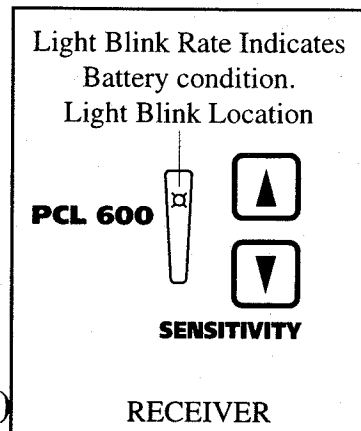 Light Blink Rate Indicates
Battery condition.
Light Blink Location
PCL 600
SENSITIVITY
)
RECEIVER